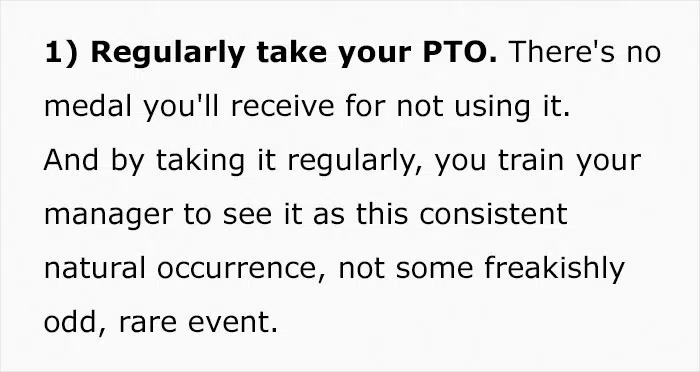 1) Regularly take your PTO. There's no
medal you'll receive for not using it.
And by taking it regularly, you train your
manager to see it as this consistent
natural occurrence, not some freakishly
odd, rare event.